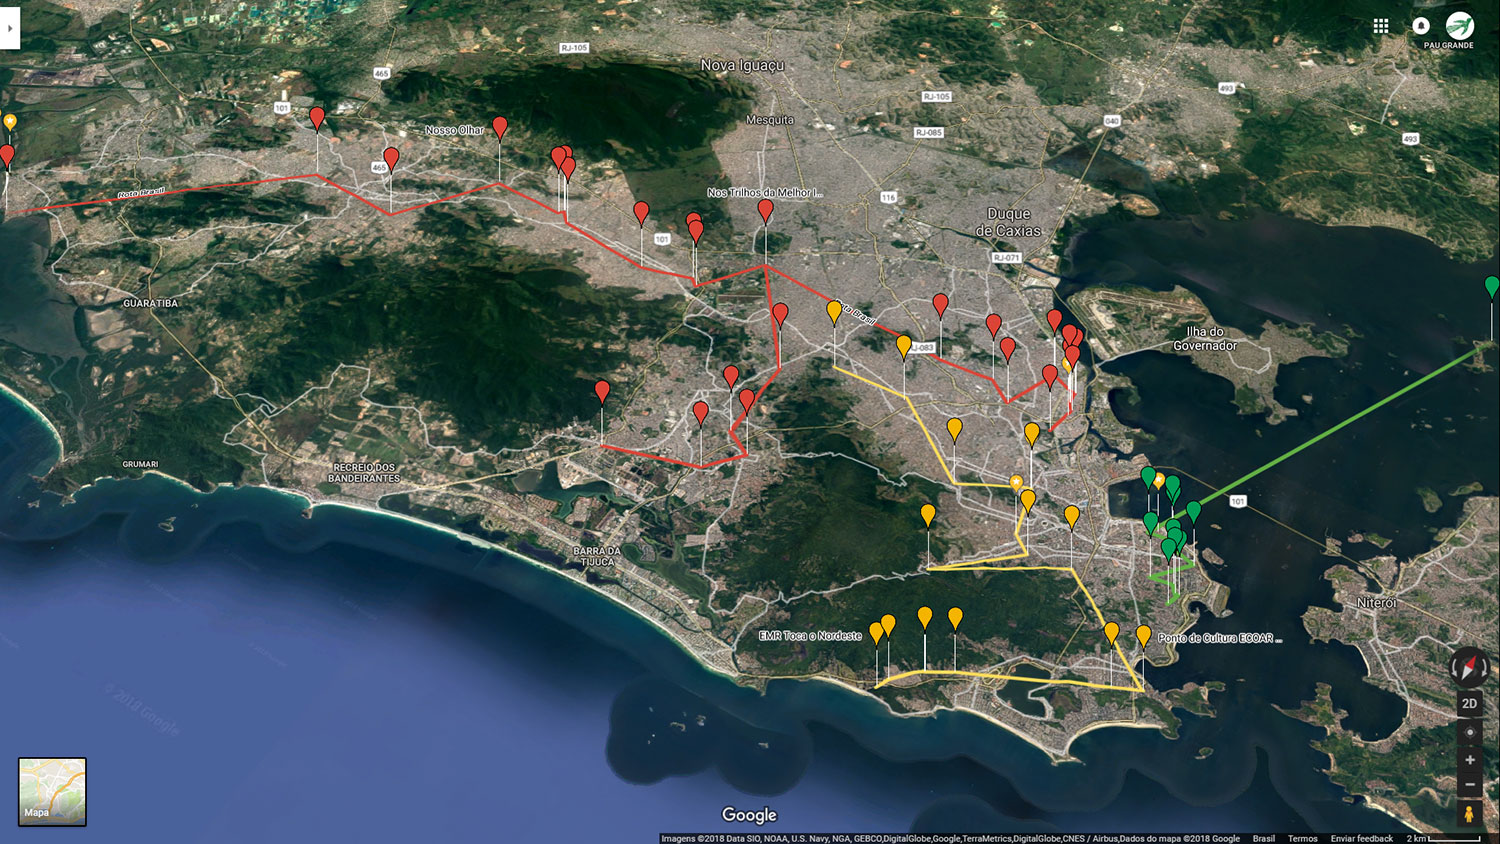 PAU GRANDE
RJ-105
Nova Iguaçu
465
493
RJ-105
101
Mesquita
040
Nosso Olhar
RJ-085
493
465
Rota Brasil
Nos Trilhos da Melhor I...
116
Duque
de Caxias
101
RJ-071
GUARATIBA
Rota Brasil
Ilha do
Governador
RJ-083
GRUMARI
RECREIO DOS
BANDEIRANTES
101
BARRA DA
TIJUCA
Niterói
EMR Toca o Nordeste
Ponto de Cultura ECOAR ...
© 2018 Google
2D
Mapa
Google
Imagens ©2018 Data SIO, NOAA, U.S. Navy, NGA, GEBCO,DigitalGlobe,Google,TerraMetrics,DigitalGlobe,CNES / Airbus,Dados do mapa ©2018 Google Brasil Termos Enviar feedback 2 km